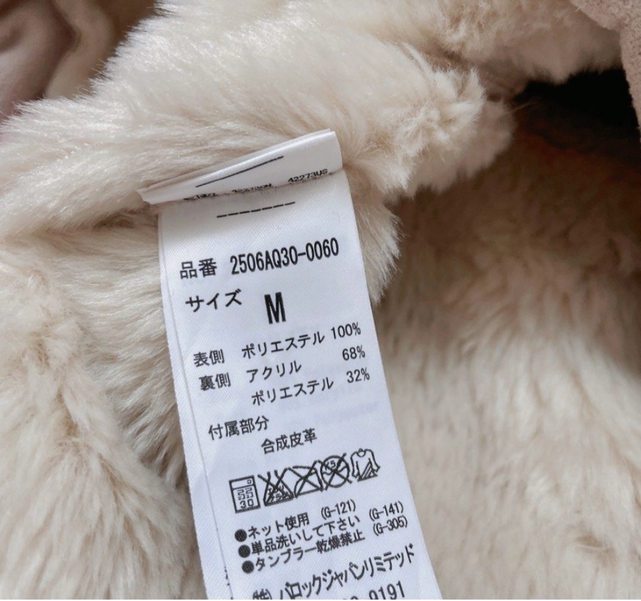 品番 2506AQ30-0060
サイズ M
表側 ポリエステル 100%
裏側 アクリル 68%
ポリエステル 32%
付属部分
合成皮革
30
●ネット使用 (G-121)
●単品洗いして下さい (G-141)
●タンブラー乾燥禁止 (G-305)
㈱バロックジャパンリミテッド
9191